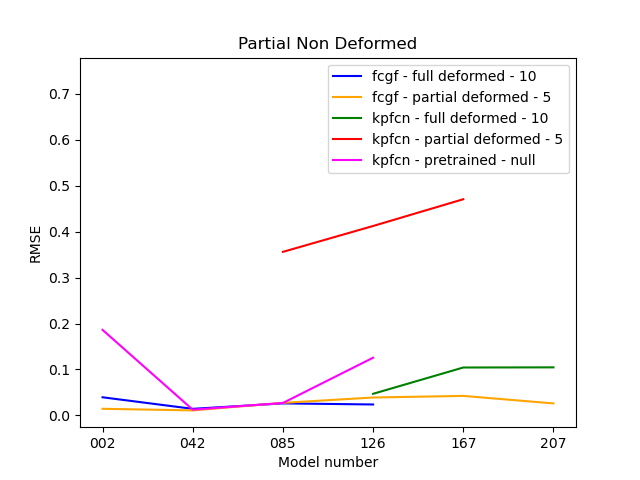 Partial Non Deformed
fcgf - full deformed - 10
fcgf - partial deformed - 5
kpfcn - full deformed - 10
kpfcn - partial deformed - 5
kpfcn - pretrained - null
RMSE
0.7
0.6
0.5
0.4
0.3
0.2
0.1
0.0
002 042 085 126 167 207
Model number